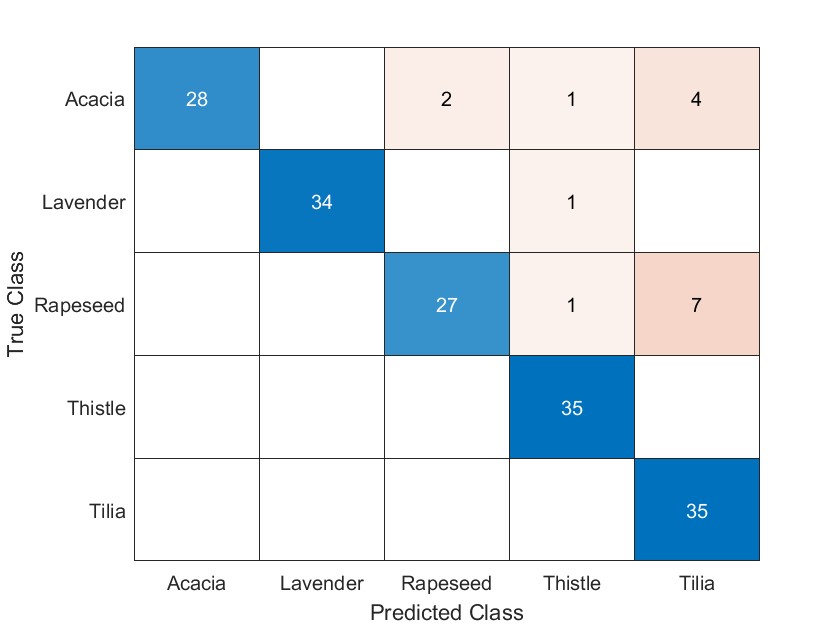 True Class
Acacia 28 2 1 4
Lavender 34 1
Rapeseed 27 1 7
Thistle 35
Tilia 35
Acacia Lavender Rapeseed Thistle Tilia
Predicted Class